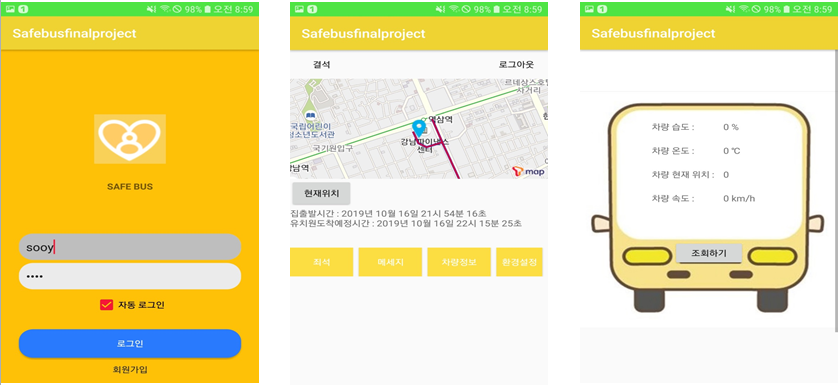 1 98% 오전 8:59
Safebusfinalproject
SAFE BUS
sooy
••••
자동 로그인
로그인
회원가입
1 98% 오전 8:59
Safebusfinalproject
결석
로그아웃
르네상스호텔
사거리
역삼역
국립어린이
청소년도서관
국기원입구
강남파이낸스
센터
강남역
T map
현재위치
집출발시간 : 2019년 10월 16일 21시 54분 16초
유치원도착예정시간 : 2019년 10월 16일 22시 15분 25초
좌석
메세지
차량정보
환경설정
1 98% 오전 8:59
Safebusfinalproject
차량 습도 : 0 %
차량 온도 : 0 ℃
차량 현재 위치 : 0
차량 속도 : 0 km/h
조회하기